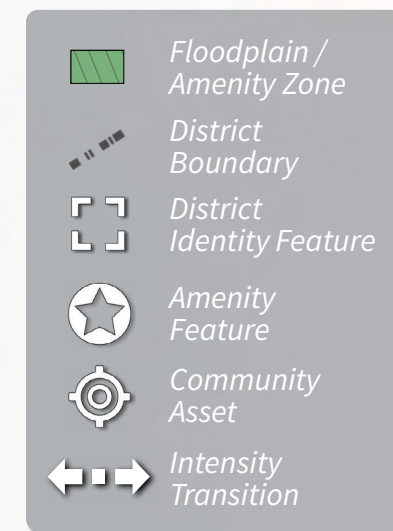 Floodplain /
Amenity Zone
District
Boundary
District
Identity Feature
Amenity
Feature
Community
Asset
Intensity
Transition